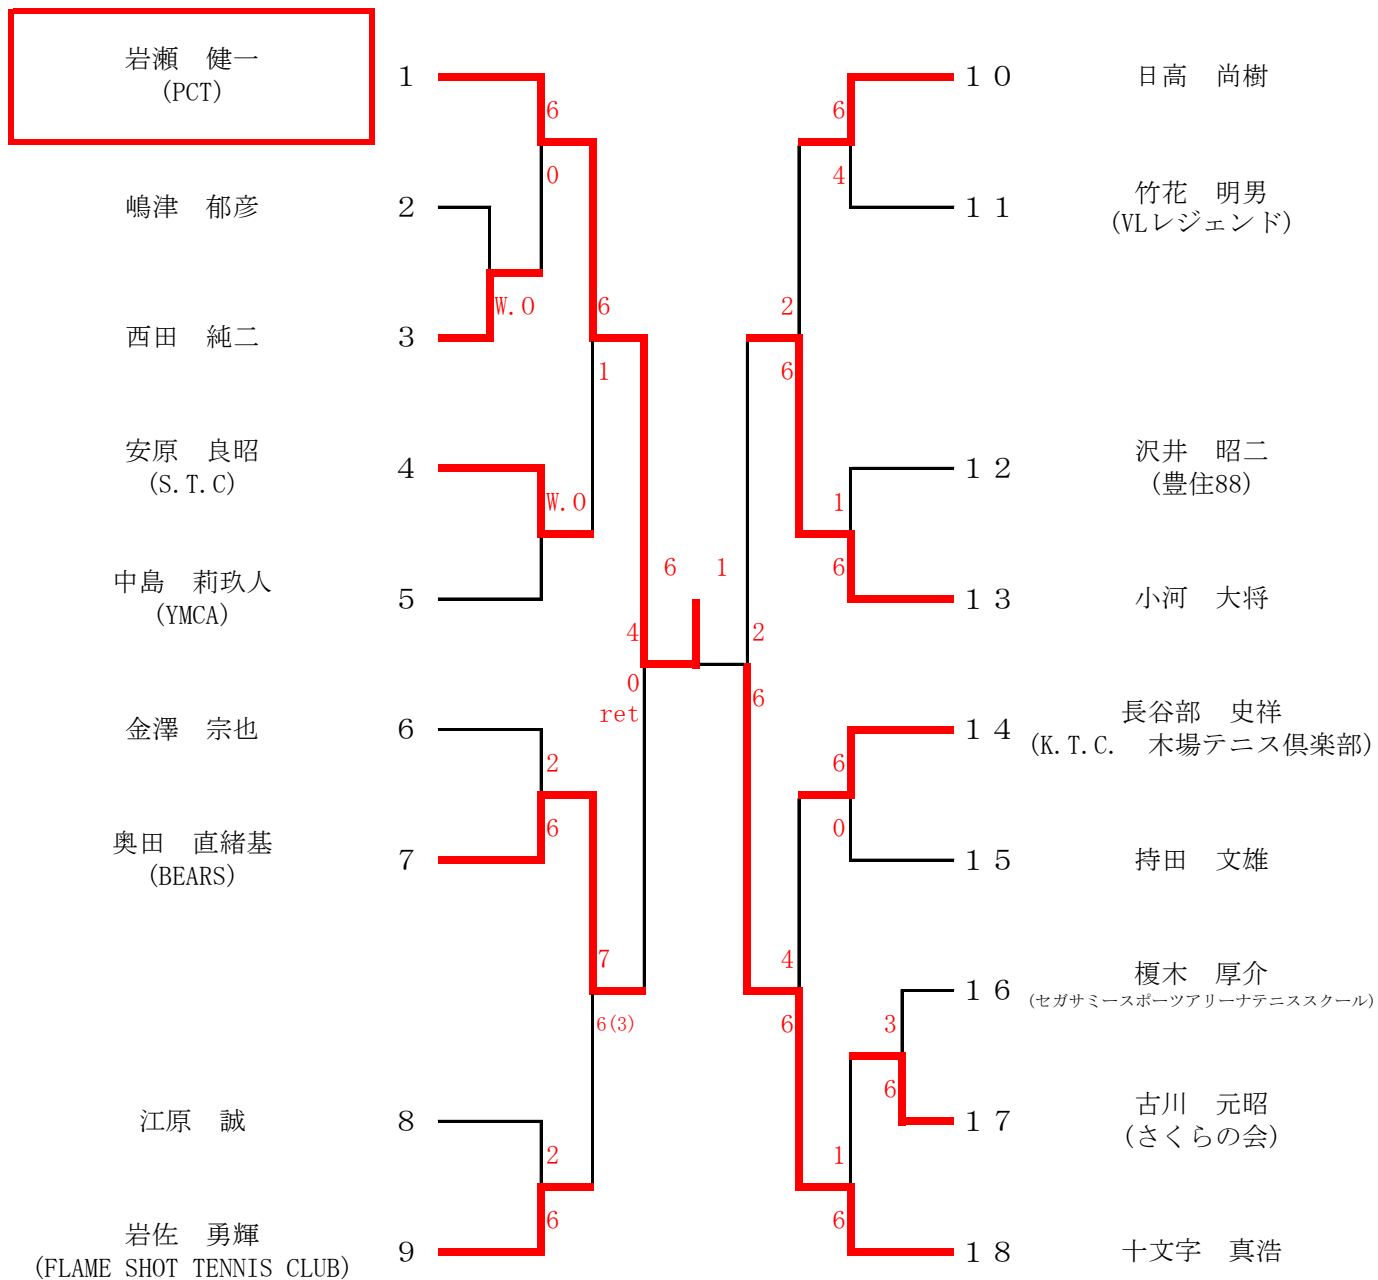 岩瀬　健一
(PCT)
1
6
0
嶋津　郁彦
2
W.O
西田　純二
3
6
1
安原　良昭
(S.T.C)
4
W.O
中島　莉玖人
(YMCA)
5
4
0
ret
金澤　宗也
6
2
6
奥田　直緒基
(BEARS)
7
7
6(3)
江原　誠
8
2
6
岩佐　勇輝
(FLAME SHOT TENNIS CLUB)
9
6
1
10
日高　尚樹
6
4
11
竹花　明男
(VLレジェンド)
2
6
12
沢井　昭二
(豊住88)
1
6
13
小河　大将
2
6
14
長谷部　史祥
(K.T.C.　木場テニス倶楽部)
6
0
15
持田　文雄
4
6
16
榎木　厚介
(セガサミースポーツアリーナテニススクール)
3
6
17
古川　元昭
(さくらの会)
1
6
18
十文字　真浩